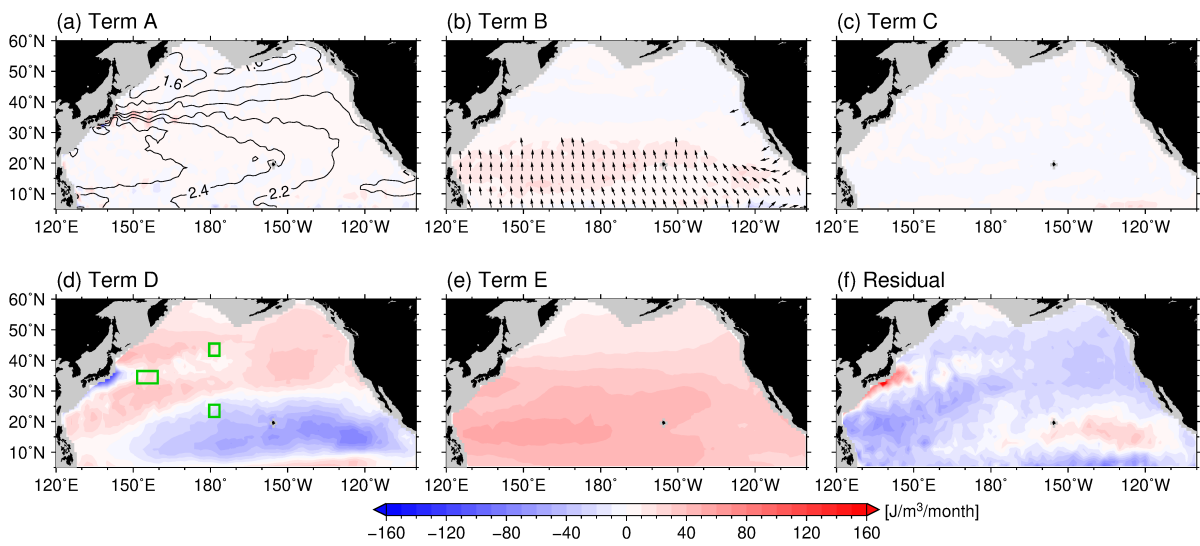 (a) Term A
(b) Term B
(c) Term C
60˚N
50˚N
40˚N
30˚N
20˚N
10˚N
1.6
2.4
2.2
120˚E 150˚E 180˚ 150˚W 120˚W
120˚E 150˚E 180˚ 150˚W 120˚W
120˚E 150˚E 180˚ 150˚W 120˚W
(d) Term D
(e) Term E
(f) Residual
60˚N
50˚N
40˚N
30˚N
20˚N
10˚N
120˚E 150˚E 180˚ 150˚W 120˚W
120˚E 150˚E 180˚ 150˚W 120˚W
120˚E 150˚E 180˚ 150˚W 120˚W
−160 −120 −80 −40 0 40 80 120 160
[J/m³/month]